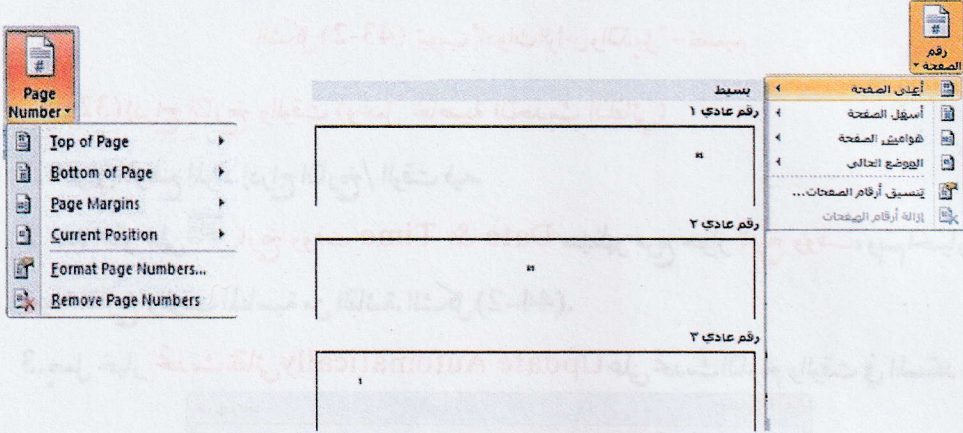 Page
Number
Top of Page
Bottom of Page
Page Margins
Current Position
Format Page Numbers...
Remove Page Numbers
رقم
الصفحة
أعلى الصفحة
أسفل الصفحة
هوامش الصفحة
الموضع الحالي
تنسيق أرقام الصفحات...
إزالة أرقام الصفحات
بسيط
رقم عادي ١
رقم عادي ٢
رقم عادي ٣
1